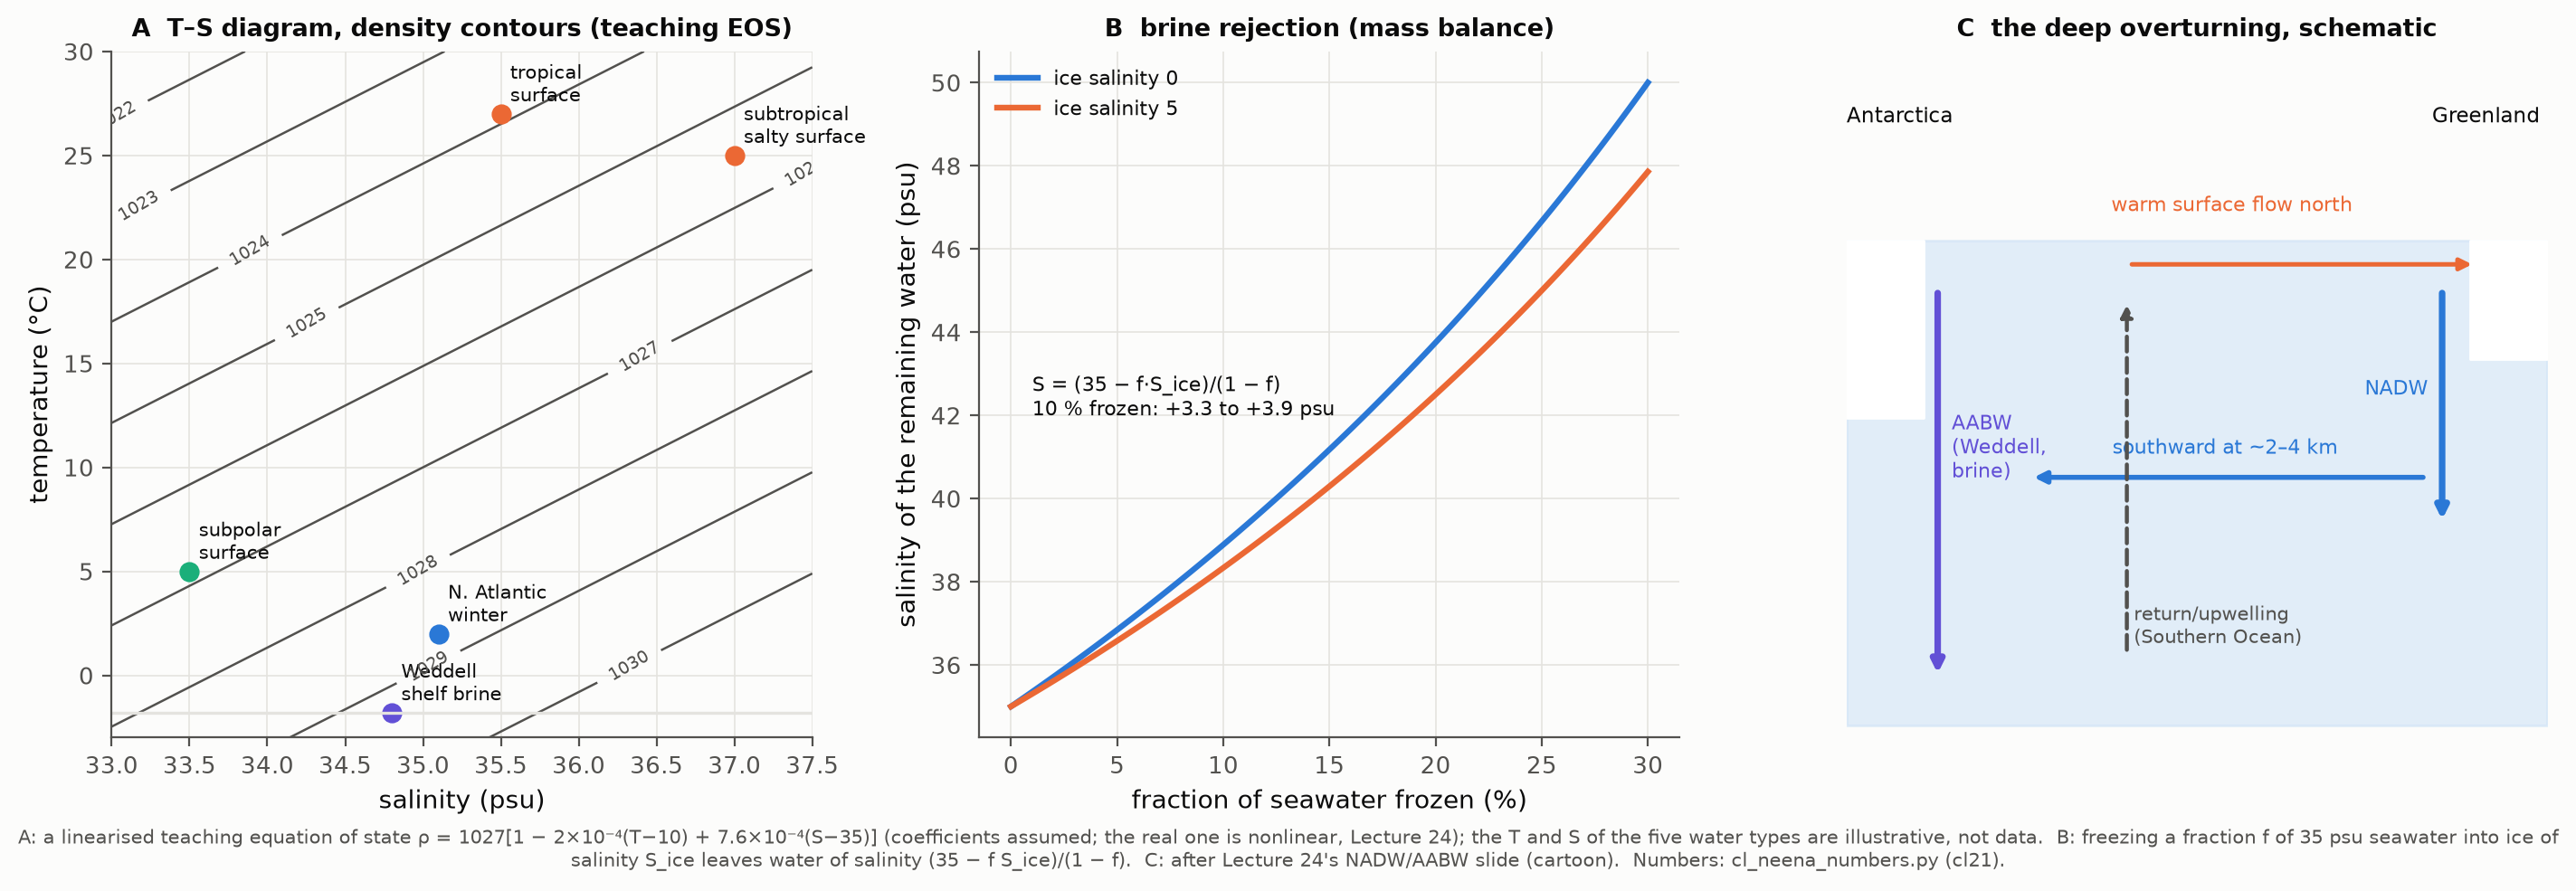 A  T–S diagram, density contours (teaching EOS)
30
25
20
15
10
5
0
temperature (°C)
33.0 33.5 34.0 34.5 35.0 35.5 36.0 36.5 37.0 37.5
salinity (psu)
1023
1024
1025
1027
1028
1029
1030
tropical
surface
subtropical
salty surface
subpolar
surface
N. Atlantic
winter
Weddell
shelf brine
B  brine rejection (mass balance)
ice salinity 0
ice salinity 5
50
48
46
44
42
40
38
36
salinity of the remaining water (psu)
S = (35 − f·S_ice)/(1 − f)
10 % frozen: +3.3 to +3.9 psu
0 5 10 15 20 25 30
fraction of seawater frozen (%)
C  the deep overturning, schematic
Antarctica
Greenland
warm surface flow north
NADW
AABW
(Weddell,
brine)
southward at ~2–4 km
return/upwelling
(Southern Ocean)
A: a linearised teaching equation of state ρ = 1027[1 − 2×10⁻⁴(T−10) + 7.6×10⁻⁴(S−35)] (coefficients assumed; the real one is nonlinear, Lecture 24); the T and S of the five water types are illustrative, not data.  B: freezing a fraction f of 35 psu seawater into ice of
salinity S_ice leaves water of salinity (35 − f S_ice)/(1 − f).  C: after Lecture 24's NADW/AABW slide (cartoon).  Numbers: cl_neena_numbers.py (cl21).